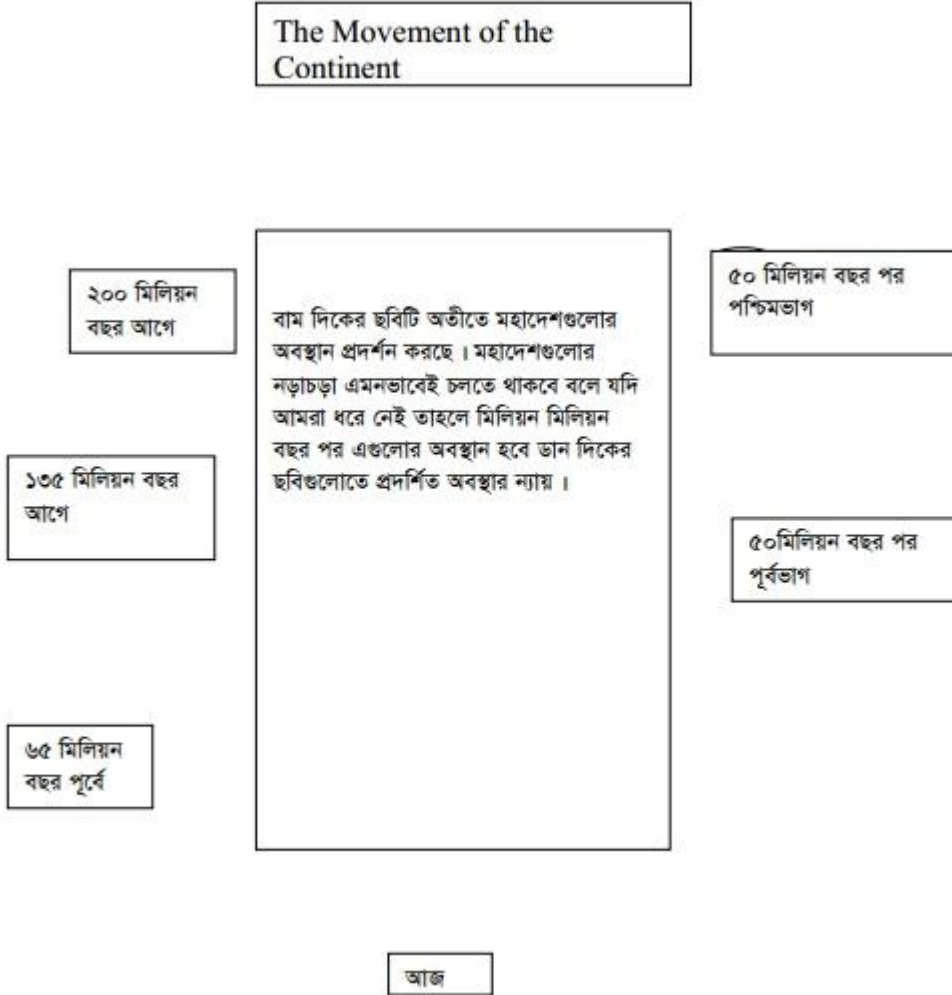 The Movement of the
Continent
২০০ মিলিয়ন
বছর আগে
১৩৫ মিলিয়ন বছর
আগে
৬৫ মিলিয়ন
বছর পূর্বে
বাম দিকের ছবিটি অতীতে মহাদেশগুলোর
অবস্থান প্রদর্শন করছে । মহাদেশগুলোর
নড়াচড়া এমনভাবেই চলতে থাকবে বলে যদি
আমরা ধরে নেই তাহলে মিলিয়ন মিলিয়ন
বছর পর এগুলোর অবস্থান হবে ডান দিকের
ছবিগুলোতে প্রদর্শিত অবস্থার ন্যায় ।
৫০ মিলিয়ন বছর পর
পশ্চিমভাগ
৫০মিলিয়ন বছর পর
পূর্বভাগ
আজ